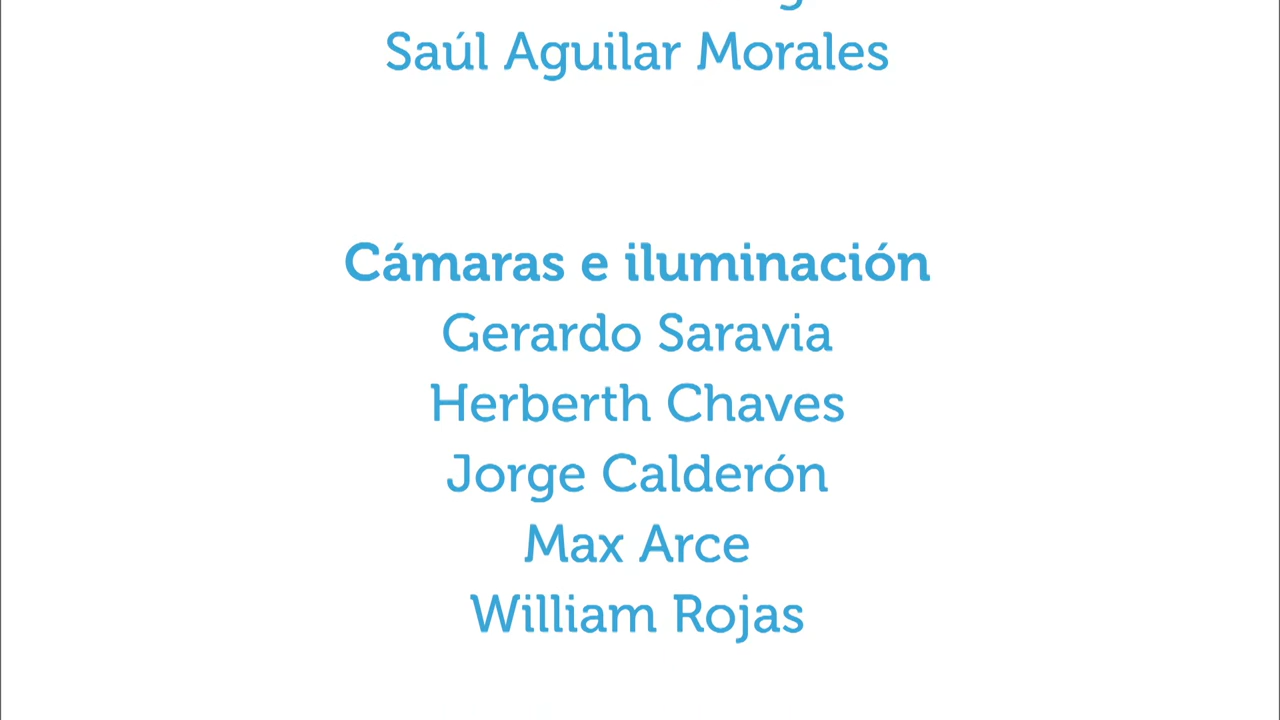 Saúl Aguilar Morales
Cámaras e iluminación
Gerardo Saravia
Herberth Chaves
Jorge Calderón
Max Arce
William Rojas